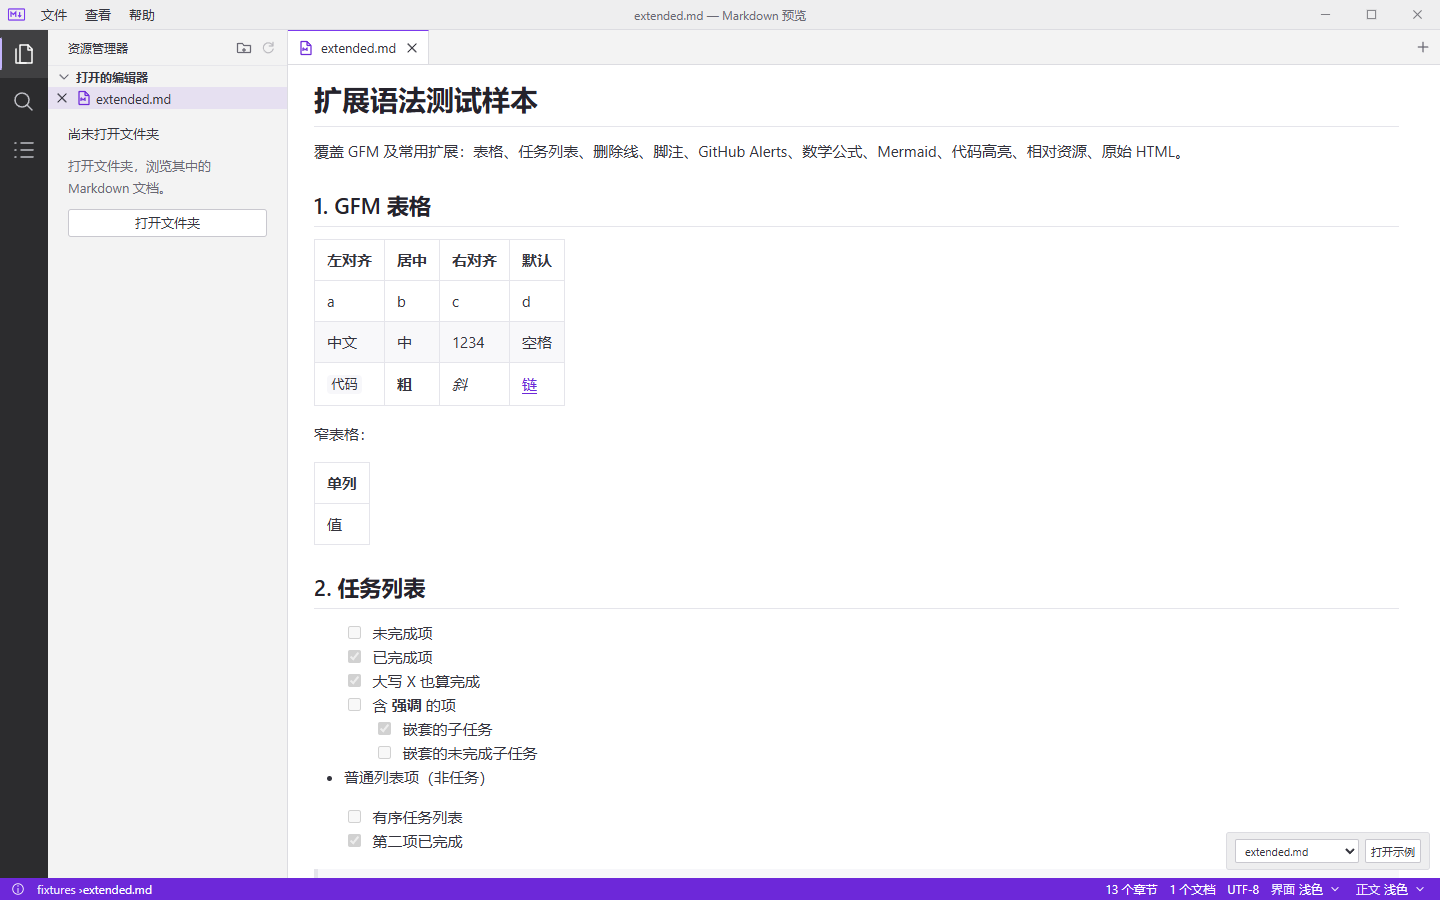 文件 查看 帮助
extended.md — Markdown 预览
资源管理器
extended.md
打开的编辑器
extended.md
尚未打开文件夹
打开文件夹，浏览其中的
Markdown 文档。
打开文件夹
扩展语法测试样本
覆盖 GFM 及常用扩展：表格、任务列表、删除线、脚注、GitHub Alerts、数学公式、Mermaid、代码高亮、相对资源、原始 HTML。
1. GFM 表格
左对齐 居中 右对齐 默认
a b c d
中文 中 1234 空格
代码 粗 斜 链
窄表格：
单列
值
2. 任务列表
未完成项
已完成项
大写 X 也算完成
含 强调 的项
嵌套的子任务
嵌套的未完成子任务
普通列表项（非任务）
有序任务列表
第二项已完成
extended.md 打开示例
fixtures ›extended.md
13 个章节 1 个文档 UTF-8 界面 浅色 正文 浅色